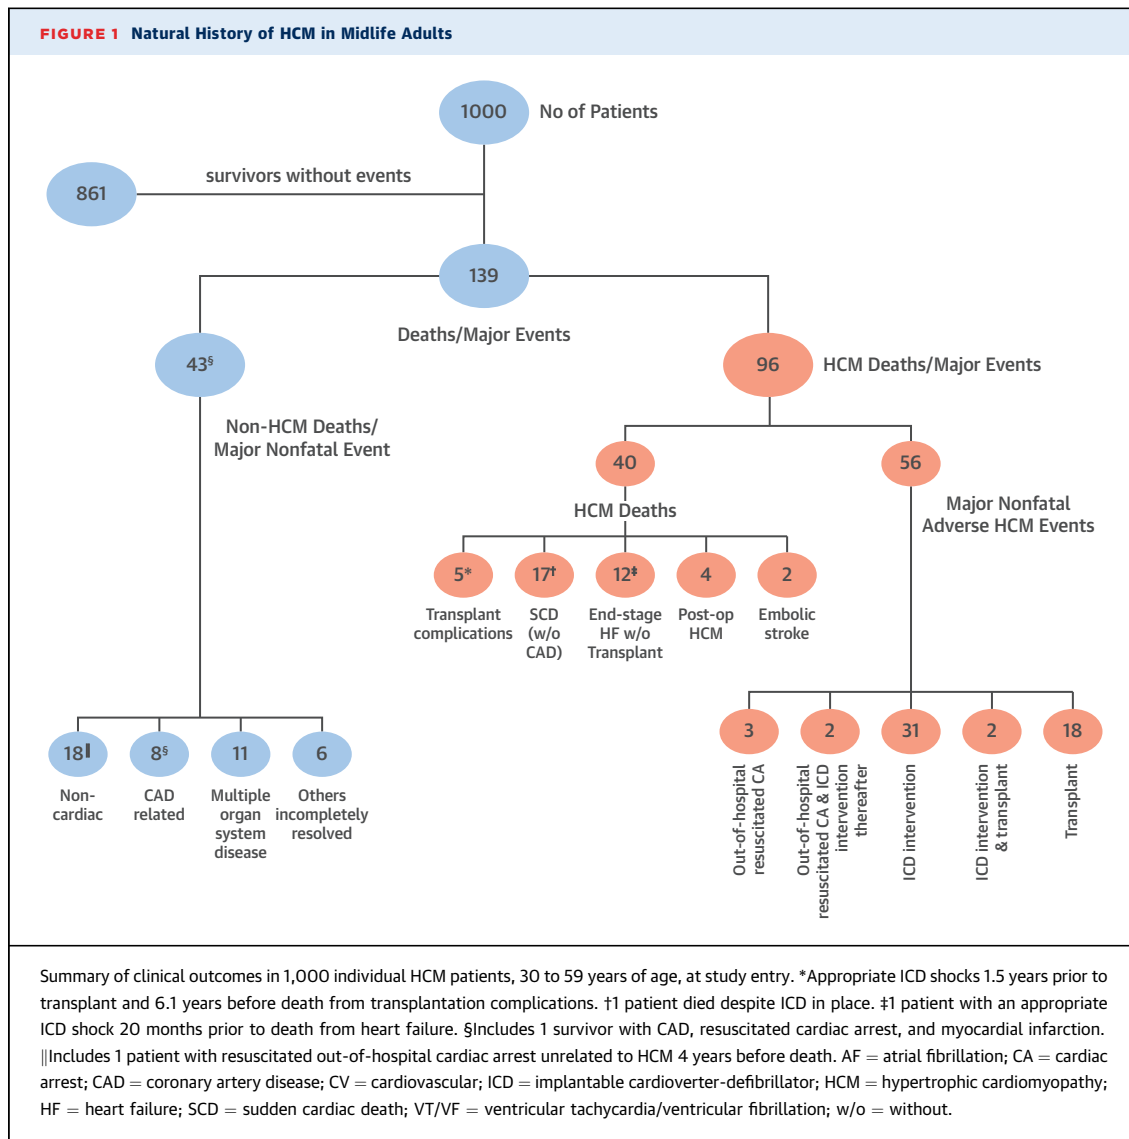 FIGURE 1 Natural History of HCM in Midlife Adults
1000
No of Patients
survivors without events
861
139
Deaths/Major Events
43§
96
HCM Deaths/Major Events
Non-HCM Deaths/
Major Nonfatal Event
40
56
HCM Deaths
Major Nonfatal
Adverse HCM Events
5*
17†
12‡
4
2
Transplant
complications
SCD
(w/o
CAD)
End-stage
HF w/o
Transplant
Post-op
HCM
Embolic
stroke
18‖
8§
11
6
Non-
cardiac
CAD
related
Multiple
organ
system
disease
Others
incompletely
resolved
3
2
31
2
18
Out-of-hospital
resuscitated CA
Out-of-hospital
resuscitated CA & ICD
intervention
thereafter
ICD intervention
ICD intervention
& transplant
Transplant
Summary of clinical outcomes in 1,000 individual HCM patients, 30 to 59 years of age, at study entry. *Appropriate ICD shocks 1.5 years prior to
transplant and 6.1 years before death from transplantation complications. †1 patient died despite ICD in place. ‡1 patient with an appropriate
ICD shock 20 months prior to death from heart failure. §Includes 1 survivor with CAD, resuscitated cardiac arrest, and myocardial infarction.
‖Includes 1 patient with resuscitated out-of-hospital cardiac arrest unrelated to HCM 4 years before death. AF = atrial fibrillation; CA = cardiac
arrest; CAD = coronary artery disease; CV = cardiovascular; ICD = implantable cardioverter-defibrillator; HCM = hypertrophic cardiomyopathy;
HF = heart failure; SCD = sudden cardiac death; VT/VF = ventricular tachycardia/ventricular fibrillation; w/o = without.